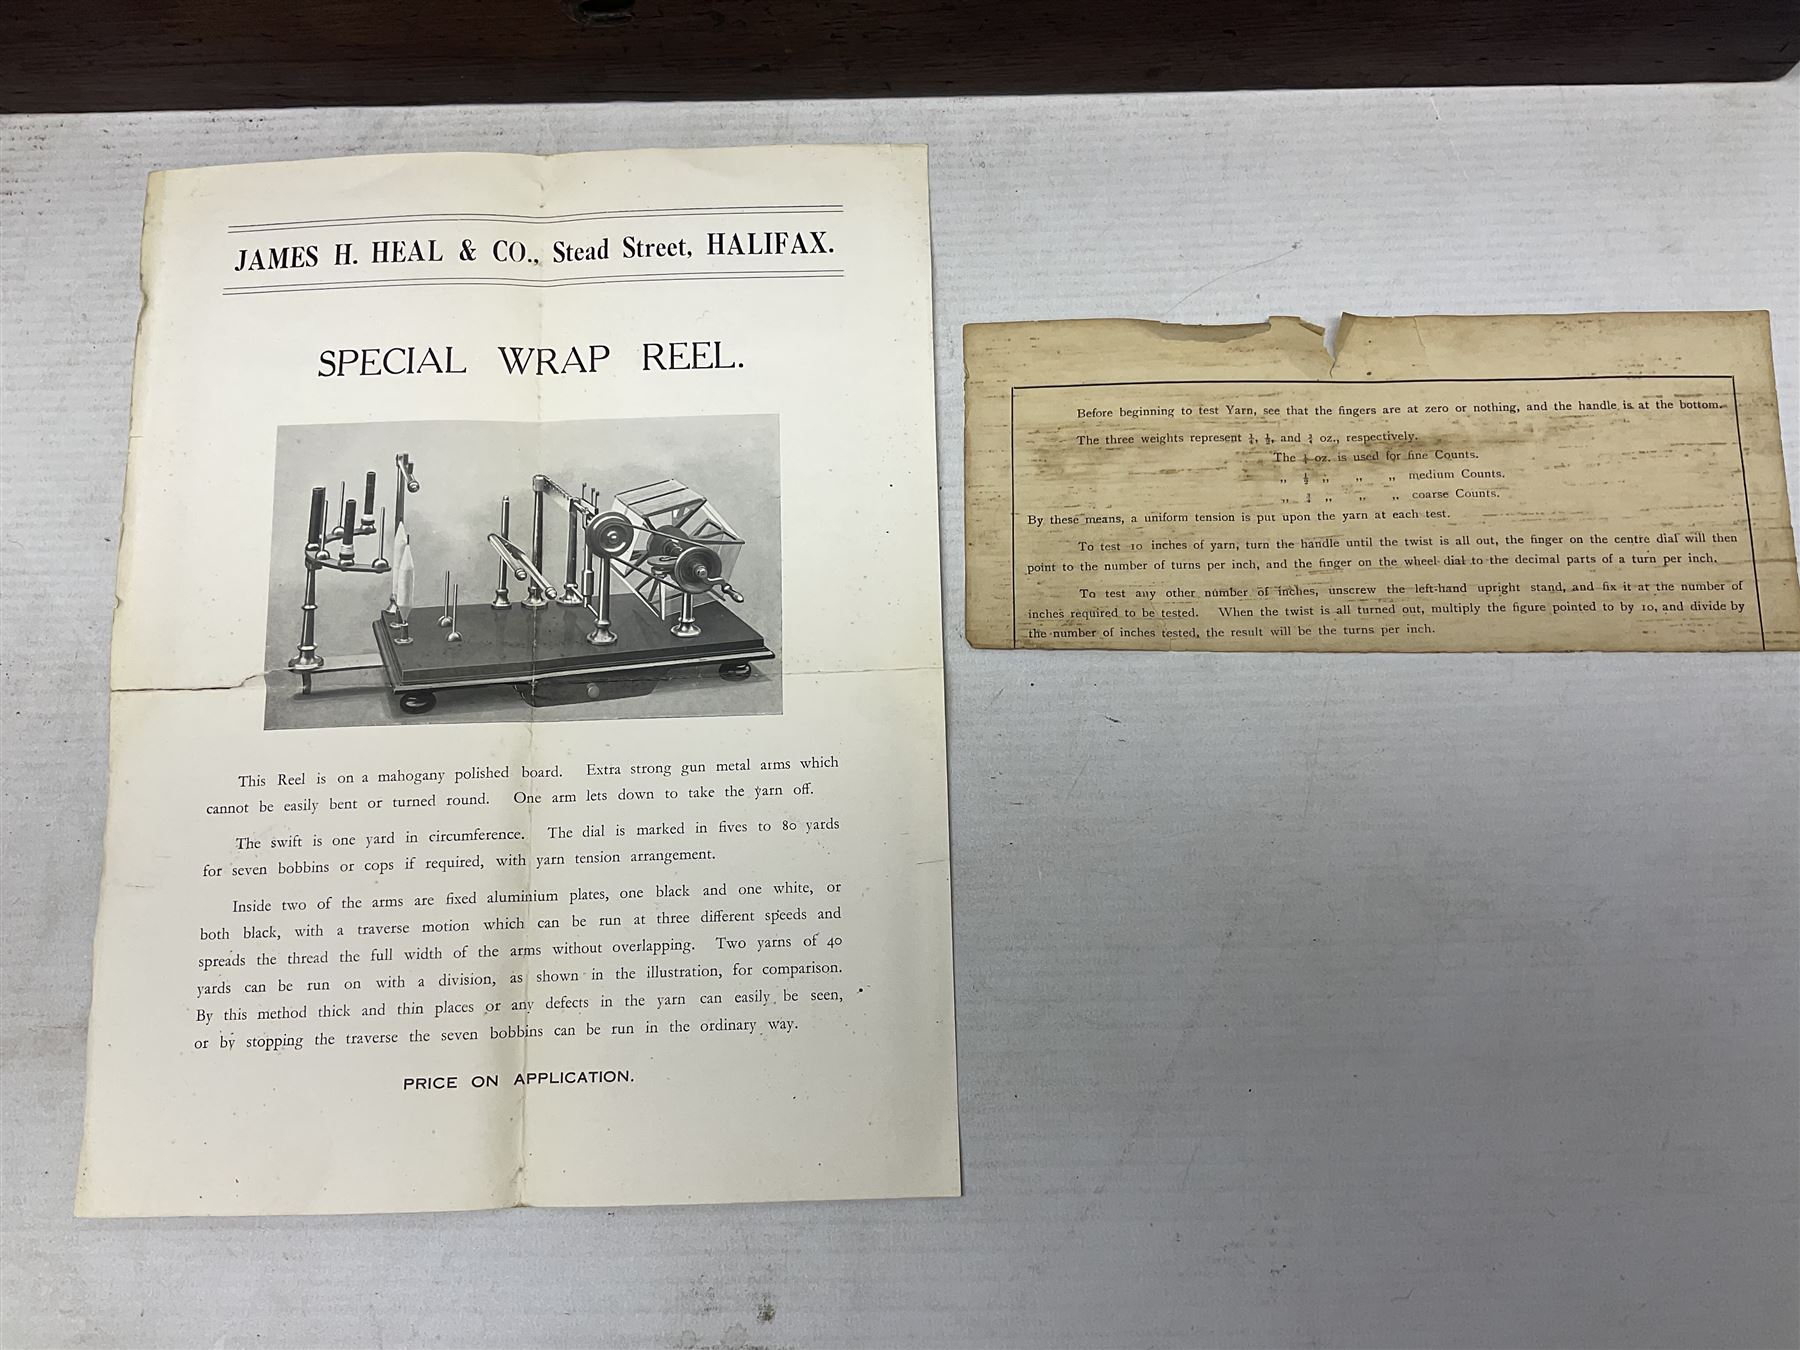 JAMES H. HEAL & CO., Stead Street, HALIFAX.
SPECIAL WRAP REEL.
This Reel is on a mahogany polished board. Extra strong gun metal arms which
cannot be easily bent or turned round. One arm lets down to take the yarn off.
The swift is one yard in circumference. The dial is marked in fives to 80 yards
for seven bobbins or cops if required, with yarn tension arrangement.
Inside two of the arms are fixed aluminium plates, one black and one white, or
both black, with a traverse motion which can be run at three different speeds and
spreads the thread the full width of the arms without overlapping. Two yarns of 40
yards can be run on with a division, as shown in the illustration, for comparison.
By this method thick and thin places or any defects in the yarn can easily be seen,
or by stopping the traverse the seven bobbins can be run in the ordinary way.
PRICE ON APPLICATION.
Before beginning to test Yarn, see that the fingers are at zero or nothing, and the handle is at the bottom.
The three weights represent ¼, ½, and ¾ oz., respectively.
The ¼ oz. is used for fine Counts.
„ ½ „ „ „ medium Counts.
„ ¾ „ „ „ coarse Counts.
By these means, a uniform tension is put upon the yarn at each test.
To test 10 inches of yarn, turn the handle until the twist is all out, the finger on the centre dial will then
point to the number of turns per inch, and the finger on the wheel dial to the decimal parts of a turn per inch.
To test any other number of inches, unscrew the left-hand upright stand, and fix it at the number of
inches required to be tested. When the twist is all turned out, multiply the figure pointed to by 10, and divide by
the number of inches tested, the result will be the turns per inch.